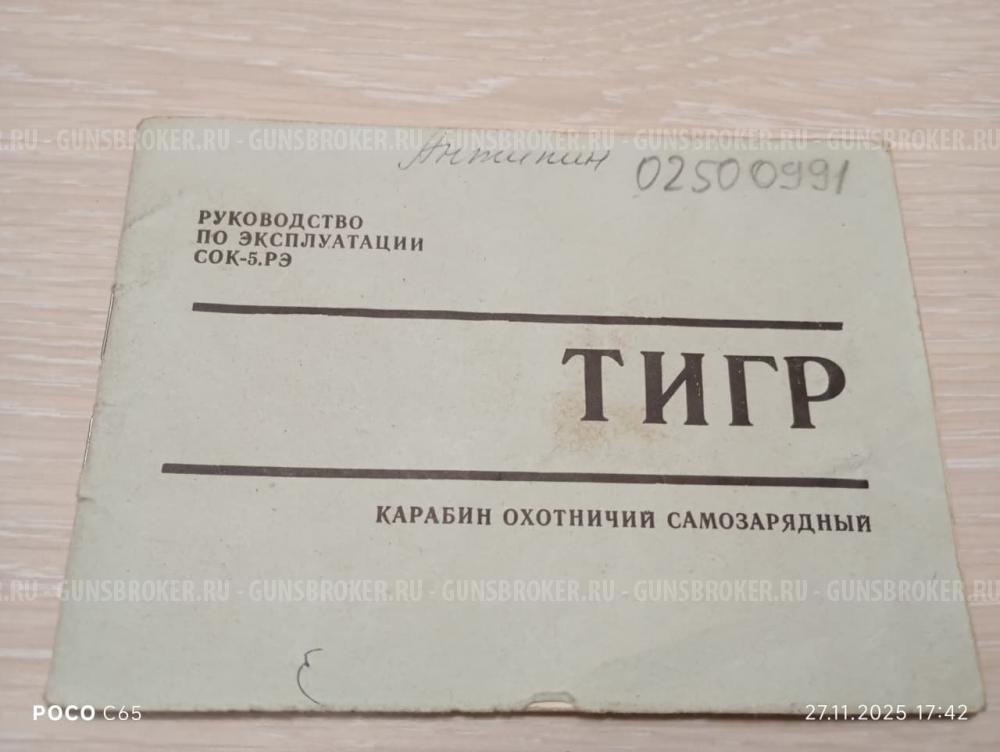 GUNSBROKER.RU - GUNSBROKER.RU - GUNSBROKER.RU - GUNSBROKER.RU - GUNSBROKER.RU
Антипин 02500991
РУКОВОДСТВО
ПО ЭКСПЛУАТАЦИИ
СОК-5.РЭ
ТИГР
КАРАБИН ОХОТНИЧИЙ САМОЗАРЯДНЫЙ
RU - GUNSBROKER.RU - GUNSBROKER.RU - GUNSBROKER.RU - GUNSBROKER.RU - GUNSBROKER.RU
POCO C65
27.11.2025 17:42